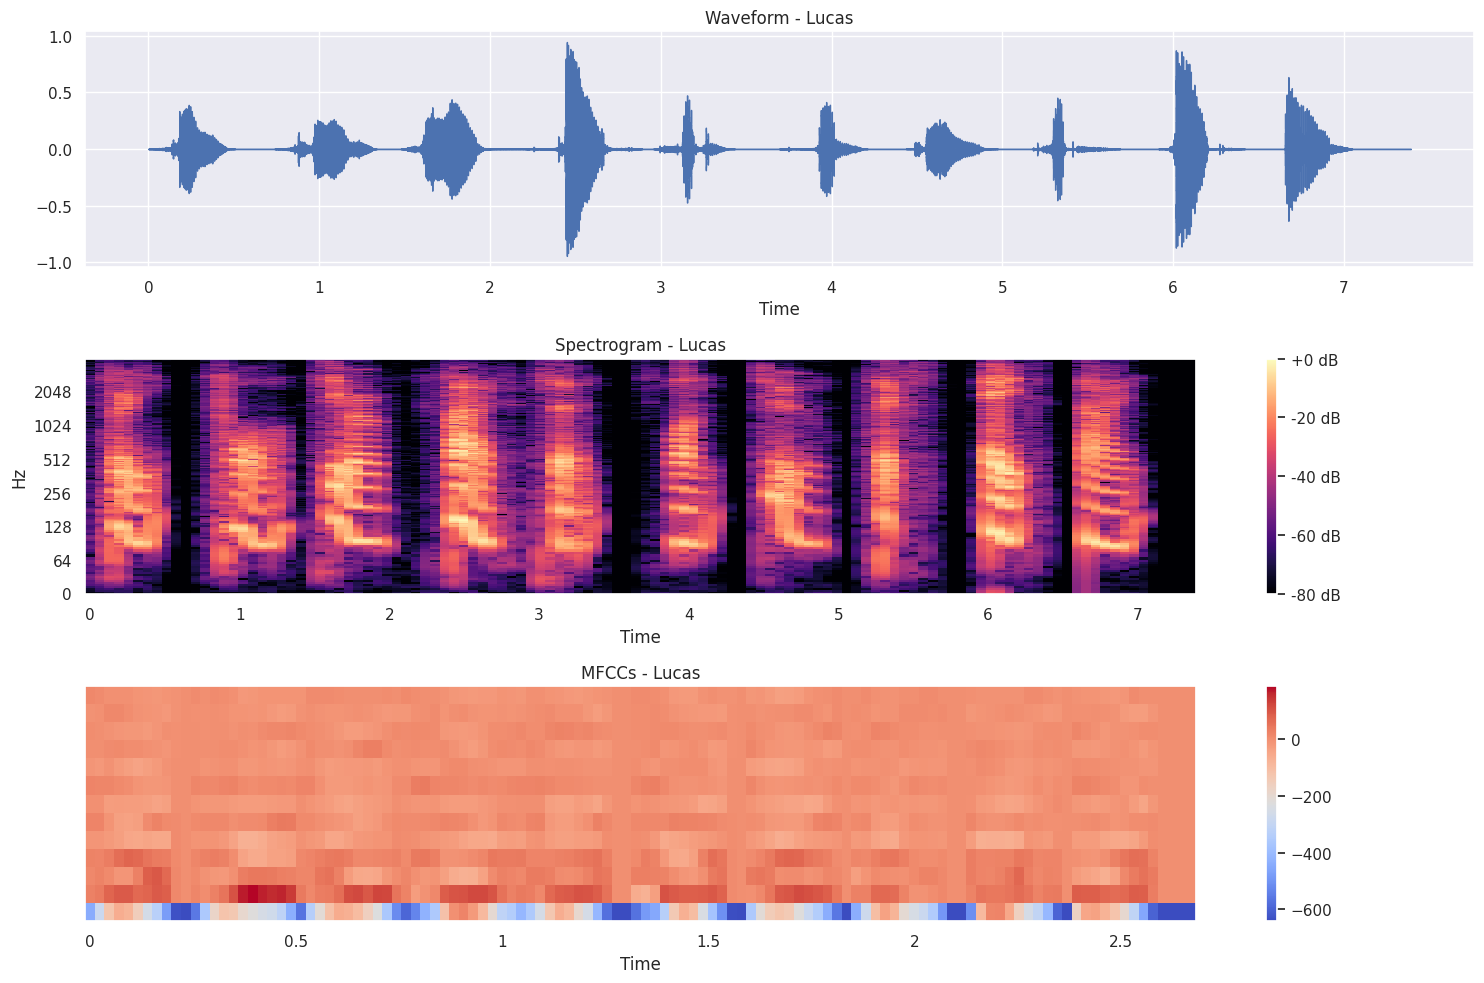 Waveform - Lucas
1.0
0.5
0.0
−0.5
−1.0
0 1 2 3 4 5 6 7
Time
Spectrogram - Lucas
Hz
2048
1024
512
256
128
64
0
0 1 2 3 4 5 6 7
Time
+0 dB
-20 dB
-40 dB
-60 dB
-80 dB
MFCCs - Lucas
0 0.5 1 1.5 2 2.5
Time
0
−200
−400
−600